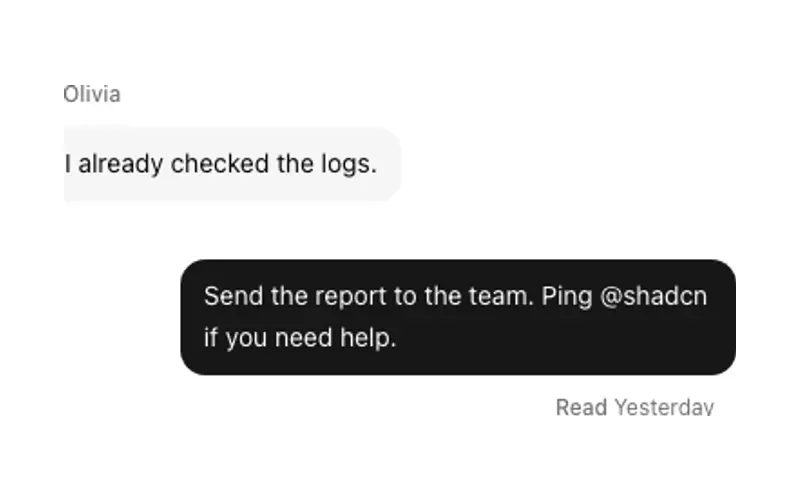 Olivia
I already checked the logs.
Send the report to the team. Ping @shadcn
if you need help.
Read Yesterday